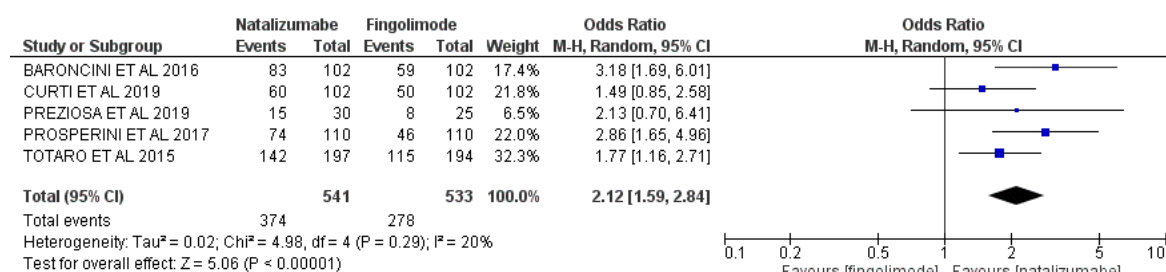 Natalizumabe Fingolimode Odds Ratio Odds Ratio
Study or Subgroup Events Total Events Total Weight M-H, Random, 95% CI M-H, Random, 95% CI
BARONCINI ET AL 2016 83 102 59 102 17.4% 3.18 [1.69, 6.01]
CURTI ET AL 2019 60 102 50 102 21.8% 1.49 [0.85, 2.58]
PREZIOSA ET AL 2019 15 30 8 25 6.5% 2.13 [0.70, 6.41]
PROSPERINI ET AL 2017 74 110 46 110 22.0% 2.86 [1.65, 4.96]
TOTARO ET AL 2015 142 197 115 194 32.3% 1.77 [1.16, 2.71]
Total (95% CI) 541 533 100.0% 2.12 [1.59, 2.84]
Total events 374 278
Heterogeneity: Tau² = 0.02; Chi² = 4.98, df = 4 (P = 0.29); I² = 20%
Test for overall effect: Z = 5.06 (P < 0.00001)
0.1 0.2 0.5 1 2 5 10
Favours [fingolimode] Favours [natalizumabe]